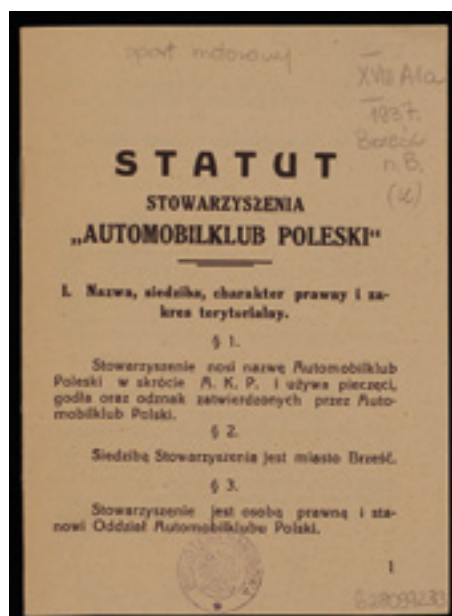 sport motorowy
XVIII A1a
1837.
Brześć
n. B.
STATUT
STOWARZYSZENIA
„AUTOMOBILKLUB POLESKI“
I. Nazwa, siedziba, charakter prawny i za-
kres terytorialny.
§ 1.
Stowarzyszenie nosi nazwę Automobilklub
Poleski w skrócie A. K. P. i używa pieczęci,
godła oraz odznak zatwierdzonych przez Auto-
mobilklub Polski.
§ 2.
Siedzibą Stowarzyszenia jest miasto Brześć.
§ 3.
Stowarzyszenie jest osobą prawną i sta-
nowi Oddział Automobilklubu Polski.
1